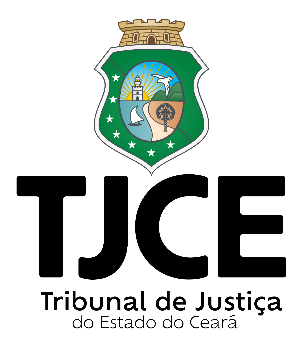 TJCE
Tribunal de Justiça
do Estado do Ceará